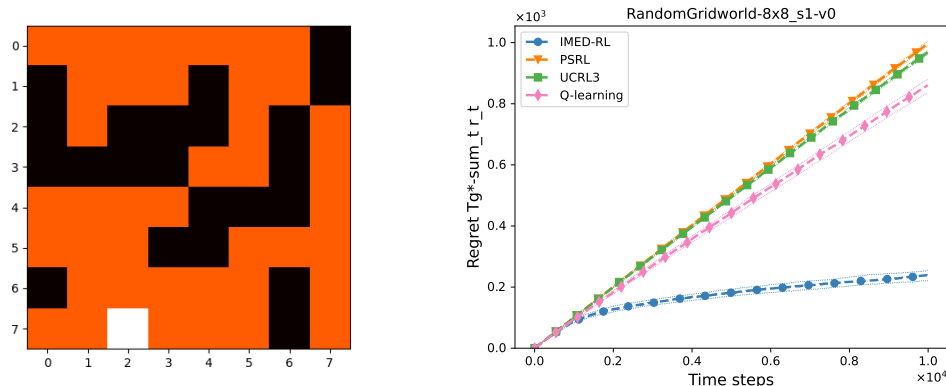 0
1
2
3
4
5
6
7
0 1 2 3 4 5 6 7
RandomGridworld-8x8_s1-v0
×10³
IMED-RL
PSRL
UCRL3
Q-learning
Regret Tg*-sum_t r_t
1.0
0.8
0.6
0.4
0.2
0.0
0.0 0.2 0.4 0.6 0.8 1.0
Time steps
×10⁴